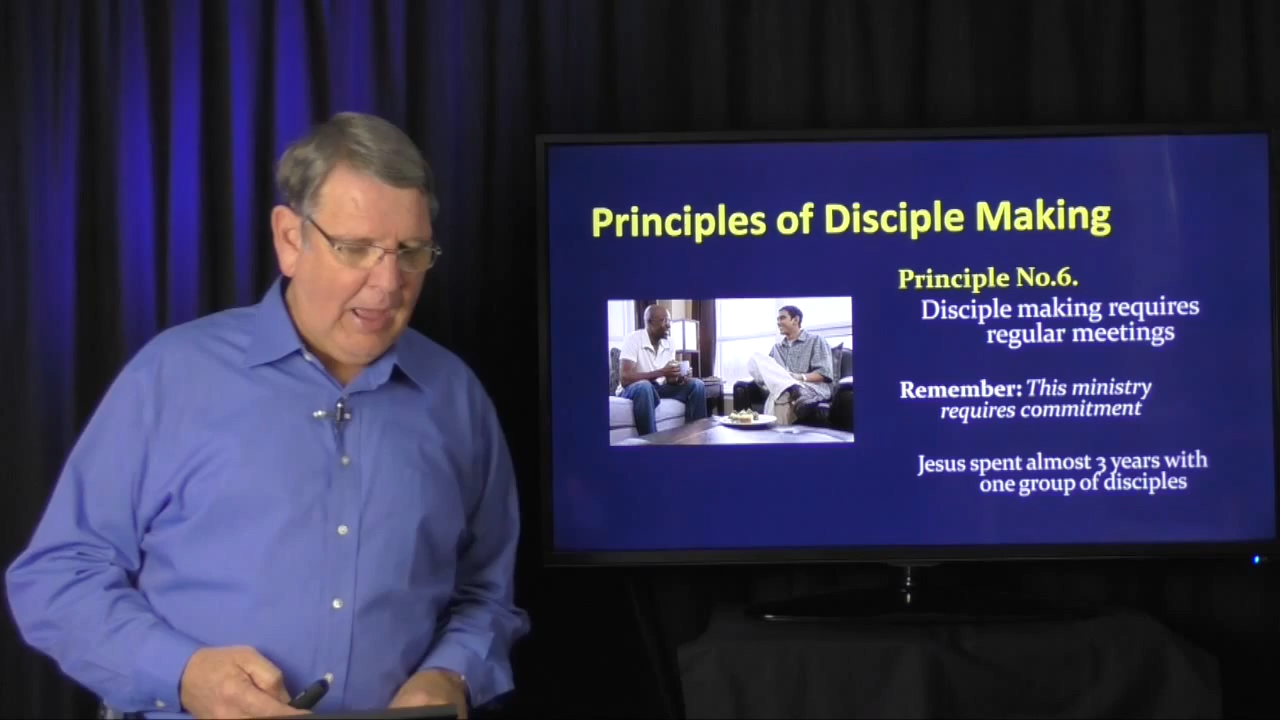 Principles of Disciple Making
Principle No.6.
Disciple making requires
regular meetings
Remember: This ministry
requires commitment
Jesus spent almost 3 years with
one group of disciples